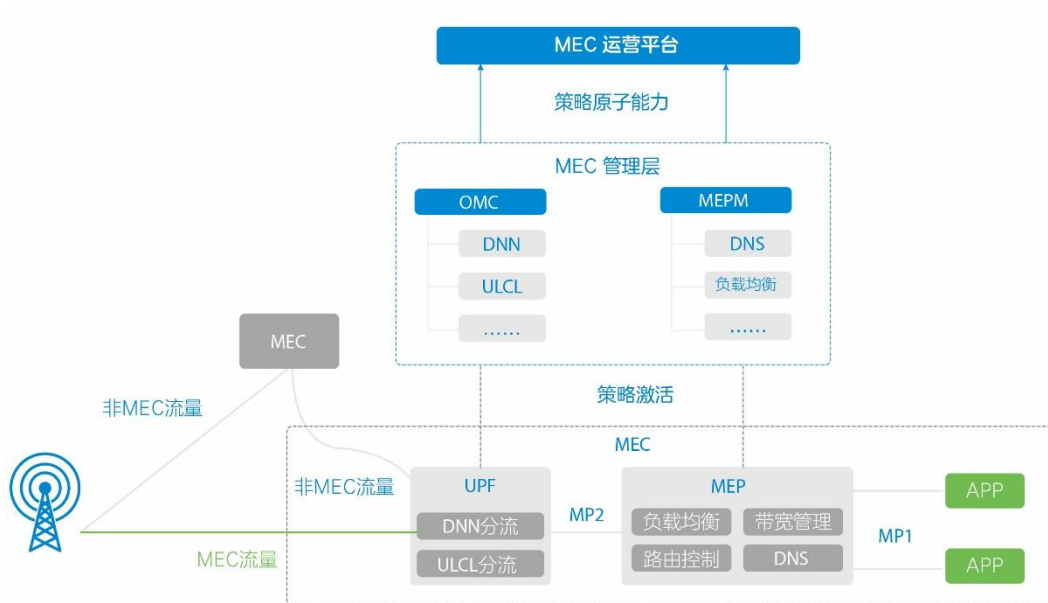 MEC 运营平台
策略原子能力
MEC 管理层
OMC
MEPM
DNN
DNS
ULCL
负载均衡
……
……
MEC
非MEC流量
策略激活
MEC
非MEC流量
UPF
MEP
APP
DNN分流
MP2
负载均衡
带宽管理
MP1
MEC流量
ULCL分流
路由控制
DNS
APP